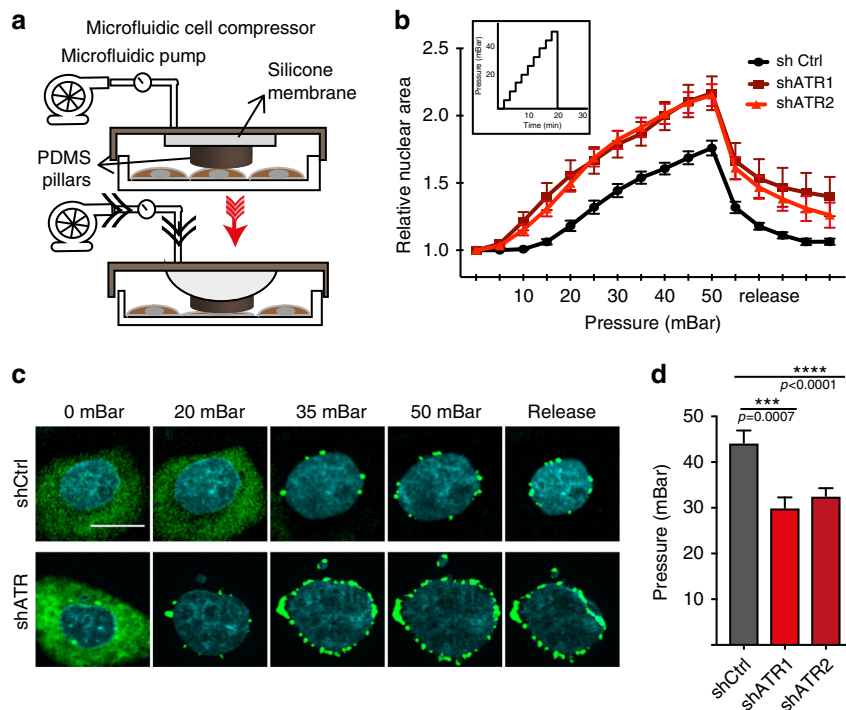 a
Microfluidic cell compressor
Microfluidic pump
Silicone
membrane
PDMS
pillars
b
Relative nuclear area
2.5
2.0
1.5
1.0
10
20
30
40
50
release
Pressure (mBar)
Pressure (mBar)
40
20
10
20
30
Time (min)
sh Ctrl
shATR1
shATR2
c
0 mBar
20 mBar
35 mBar
50 mBar
Release
shCtrl
shATR
d
****
p<0.0001
***
p=0.0007
Pressure (mBar)
50
40
30
20
10
shCtrl
shATR1
shATR2